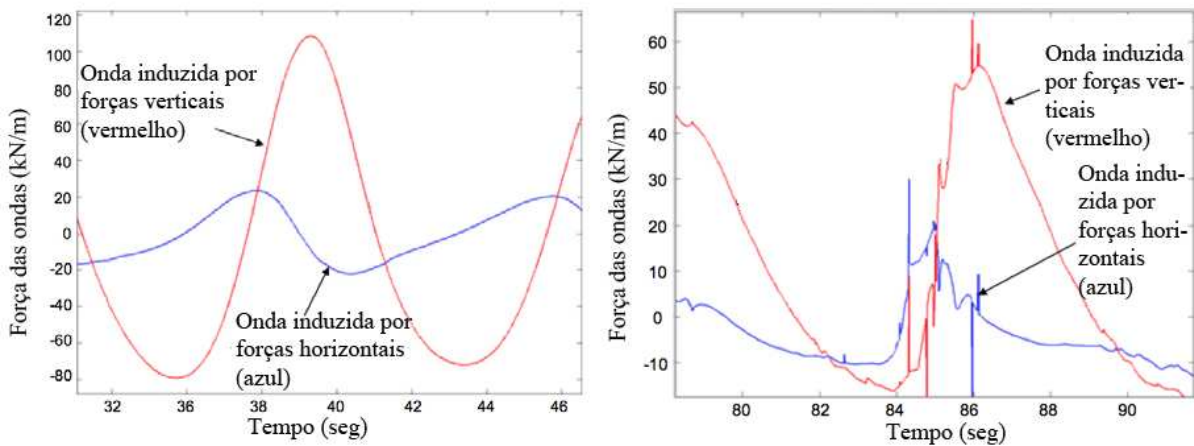 120
100
80
60
40
20
0
-20
-40
-60
-80
Força das ondas (kN/m)
Onda induzida por
forças verticais
(vermelho)
Onda induzida por
forças horizontais
(azul)
32
34
36
38
40
42
44
46
Tempo (seg)
60
50
40
30
20
10
0
-10
Força das ondas (kN/m)
Onda induzida
por forças ver-
ticais
(vermelho)
Onda indu-
zida por
forças hori-
zontais
(azul)
80
82
84
86
88
90
Tempo (seg)